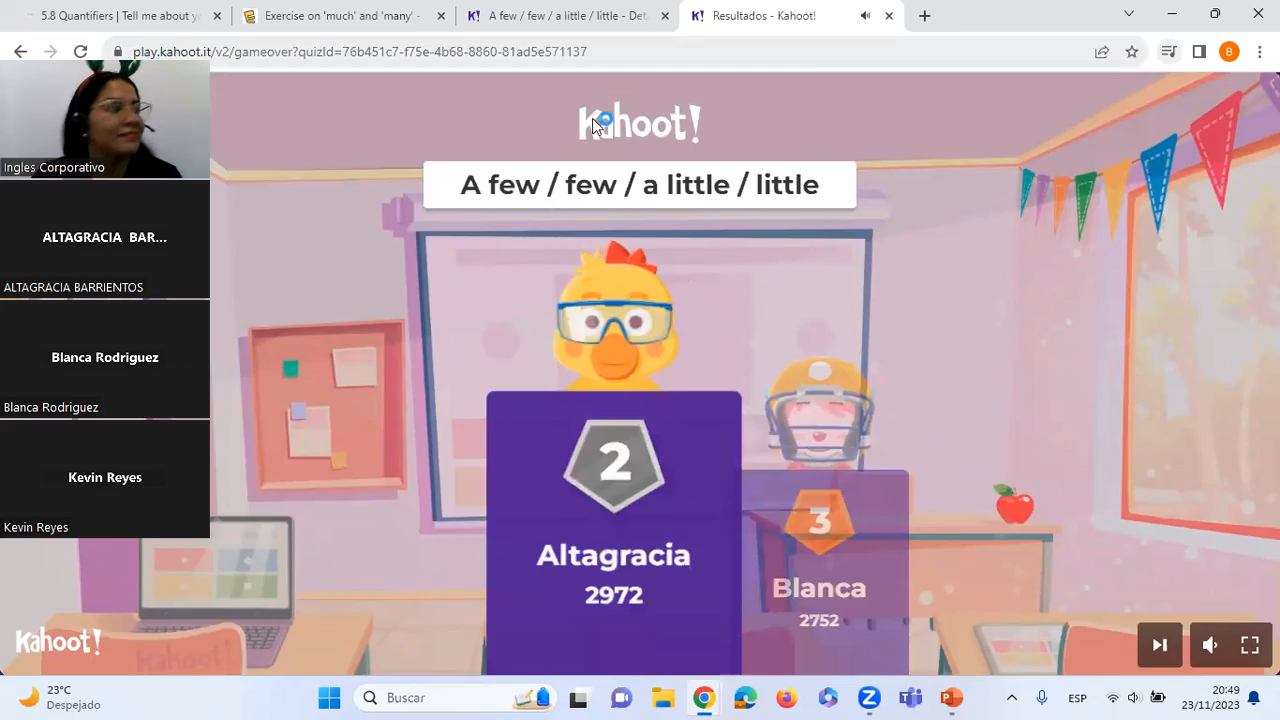 5.8 Quantifiers | Tell me about y
Exercise on 'much' and 'many' -
A few / few / a little / little - Det
Resultados - Kahoot!
play.kahoot.it/v2/gameover?quizId=76b451c7-f75e-4b68-8860-81ad5e571137
B
Kahoot!
A few / few / a little / little
Ingles Corporativo
ALTAGRACIA BAR...
ALTAGRACIA BARRIENTOS
Blanca Rodriguez
Blanca Rodriguez
Kevin Reyes
Kevin Reyes
2
Altagracia
2972
3
Blanca
2752
Kahoot!
Kahoot!
23°C
Despejado
Buscar
ESP
20:49
23/11/2023